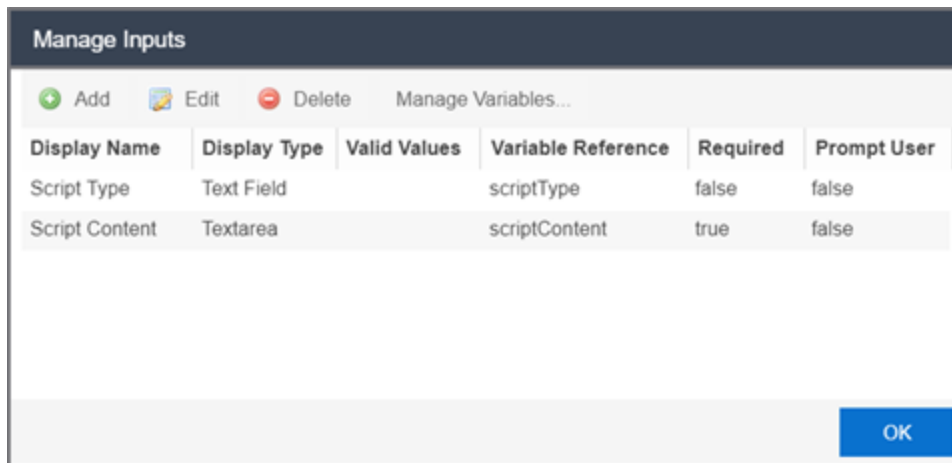 Manage Inputs
Add Edit Delete Manage Variables...
Display Name Display Type Valid Values Variable Reference Required Prompt User
Script Type Text Field scriptType false false
Script Content Textarea scriptContent true false
OK